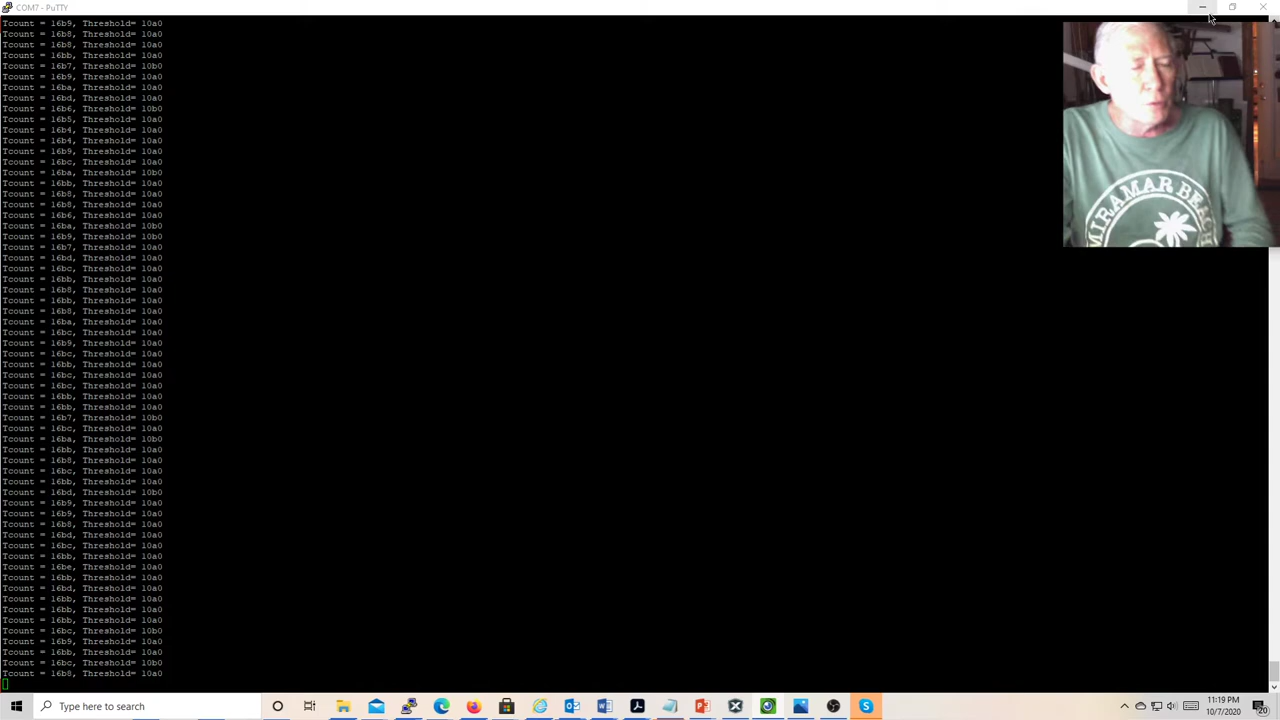 COM7 - PuTTY
Tcount = 16b9, Threshold= 10a0
Tcount = 16b8, Threshold= 10a0
Tcount = 16b8, Threshold= 10a0
Tcount = 16bb, Threshold= 10a0
Tcount = 16b7, Threshold= 10b0
Tcount = 16b9, Threshold= 10a0
Tcount = 16ba, Threshold= 10a0
Tcount = 16bd, Threshold= 10a0
Tcount = 16b6, Threshold= 10b0
Tcount = 16b5, Threshold= 10a0
Tcount = 16b4, Threshold= 10a0
Tcount = 16b4, Threshold= 10a0
Tcount = 16b9, Threshold= 10a0
Tcount = 16bc, Threshold= 10a0
Tcount = 16ba, Threshold= 10b0
Tcount = 16bb, Threshold= 10a0
Tcount = 16b8, Threshold= 10a0
Tcount = 16b8, Threshold= 10a0
Tcount = 16b6, Threshold= 10a0
Tcount = 16ba, Threshold= 10b0
Tcount = 16b9, Threshold= 10b0
Tcount = 16b7, Threshold= 10a0
Tcount = 16bd, Threshold= 10a0
Tcount = 16bc, Threshold= 10a0
Tcount = 16bb, Threshold= 10a0
Tcount = 16b8, Threshold= 10a0
Tcount = 16bb, Threshold= 10a0
Tcount = 16b8, Threshold= 10a0
Tcount = 16ba, Threshold= 10a0
Tcount = 16bc, Threshold= 10a0
Tcount = 16b9, Threshold= 10a0
Tcount = 16bc, Threshold= 10a0
Tcount = 16bb, Threshold= 10a0
Tcount = 16bc, Threshold= 10a0
Tcount = 16bc, Threshold= 10a0
Tcount = 16bb, Threshold= 10a0
Tcount = 16bb, Threshold= 10a0
Tcount = 16b7, Threshold= 10b0
Tcount = 16bc, Threshold= 10a0
Tcount = 16ba, Threshold= 10b0
Tcount = 16bb, Threshold= 10a0
Tcount = 16b8, Threshold= 10a0
Tcount = 16bc, Threshold= 10a0
Tcount = 16bb, Threshold= 10a0
Tcount = 16bd, Threshold= 10b0
Tcount = 16b9, Threshold= 10a0
Tcount = 16b9, Threshold= 10a0
Tcount = 16b8, Threshold= 10a0
Tcount = 16bd, Threshold= 10a0
Tcount = 16bc, Threshold= 10a0
Tcount = 16bb, Threshold= 10a0
Tcount = 16be, Threshold= 10a0
Tcount = 16bb, Threshold= 10a0
Tcount = 16bd, Threshold= 10a0
Tcount = 16bb, Threshold= 10a0
Tcount = 16bb, Threshold= 10a0
Tcount = 16bb, Threshold= 10a0
Tcount = 16bc, Threshold= 10b0
Tcount = 16b9, Threshold= 10a0
Tcount = 16bb, Threshold= 10a0
Tcount = 16bc, Threshold= 10b0
Tcount = 16b8, Threshold= 10a0
MIRAMAR BEACH
Type here to search
11:19 PM
10/7/2020
20